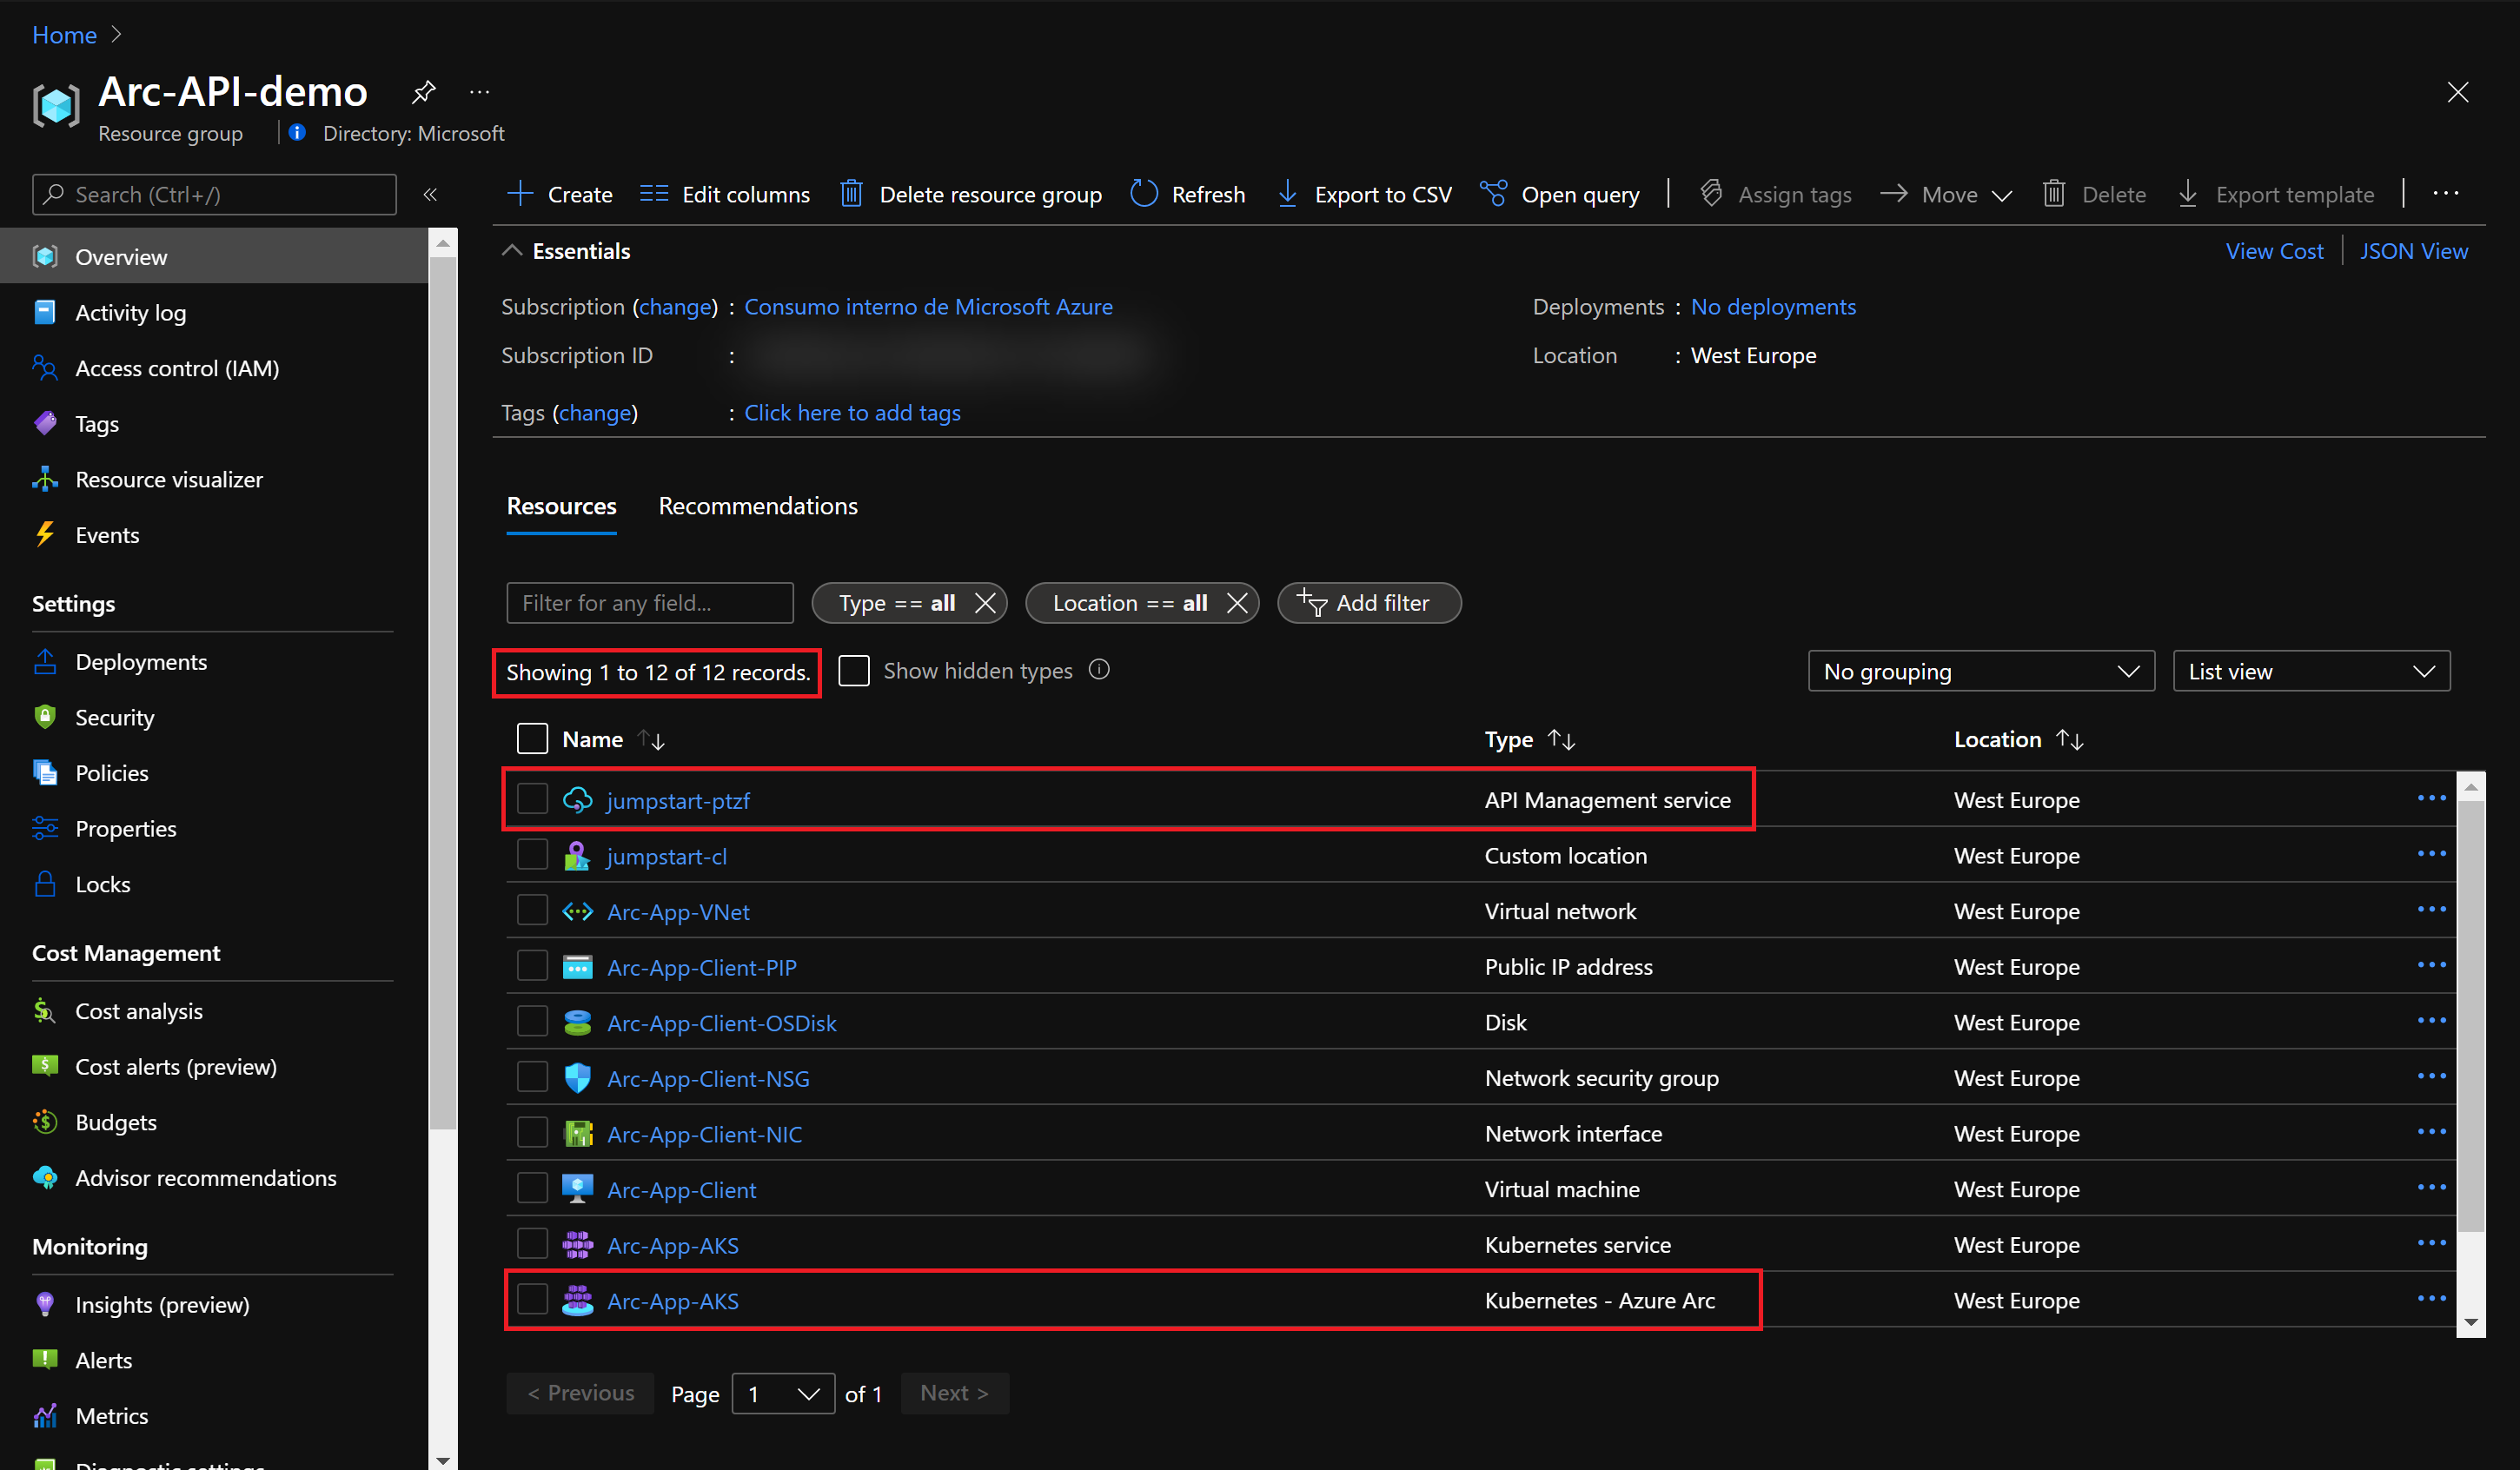 Home >
Arc-API-demo ...
Resource group | Directory: Microsoft
Search (Ctrl+/) «
Create Edit columns Delete resource group Refresh Export to CSV Open query Assign tags Move Delete Export template ...
Overview
Activity log
Access control (IAM)
Tags
Resource visualizer
Events
Settings
Deployments
Security
Policies
Properties
Locks
Cost Management
Cost analysis
Cost alerts (preview)
Budgets
Advisor recommendations
Monitoring
Insights (preview)
Alerts
Metrics
Diagnostic settings
Essentials View Cost JSON View
Subscription (change) : Consumo interno de Microsoft Azure Deployments : No deployments
Subscription ID : Location : West Europe
Tags (change) : Click here to add tags
Resources Recommendations
Filter for any field... Type == all Location == all Add filter
Showing 1 to 12 of 12 records. Show hidden types No grouping List view
Name Type Location
jumpstart-ptzf API Management service West Europe ...
jumpstart-cl Custom location West Europe ...
Arc-App-VNet Virtual network West Europe ...
Arc-App-Client-PIP Public IP address West Europe ...
Arc-App-Client-OSDisk Disk West Europe ...
Arc-App-Client-NSG Network security group West Europe ...
Arc-App-Client-NIC Network interface West Europe ...
Arc-App-Client Virtual machine West Europe ...
Arc-App-AKS Kubernetes service West Europe ...
Arc-App-AKS Kubernetes - Azure Arc West Europe ...
< Previous Page 1 of 1 Next >